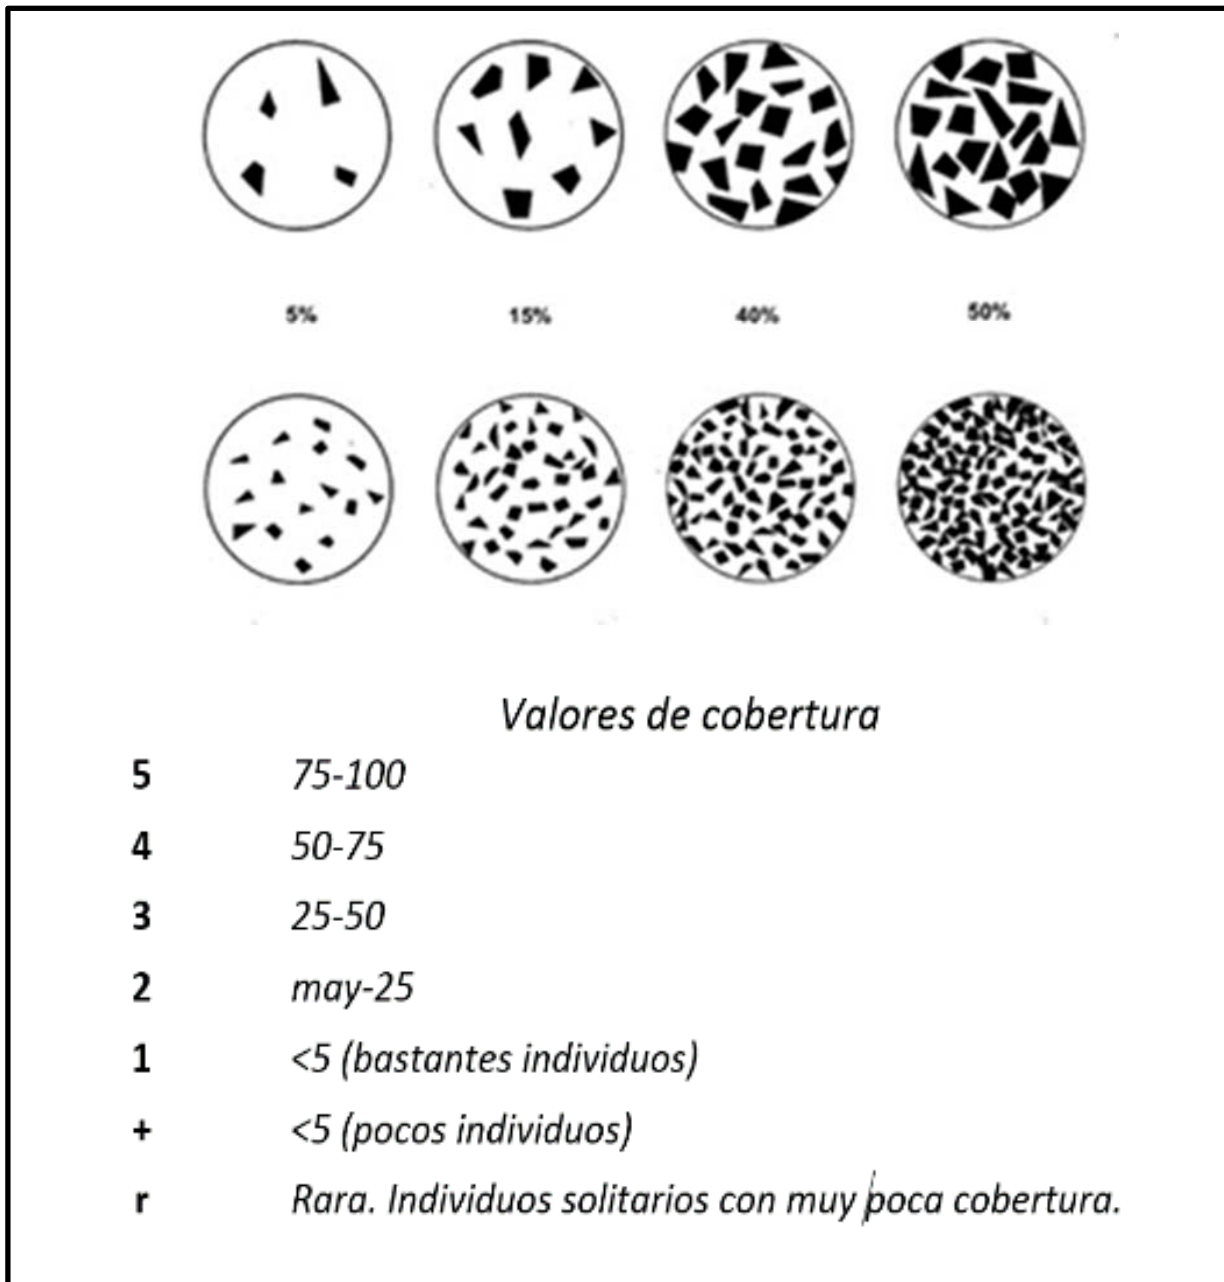 5% 15% 40% 50%
Valores de cobertura
5 75-100
4 50-75
3 25-50
2 may-25
1 <5 (bastantes individuos)
+ <5 (pocos individuos)
r Rara. Individuos solitarios con muy poca cobertura.